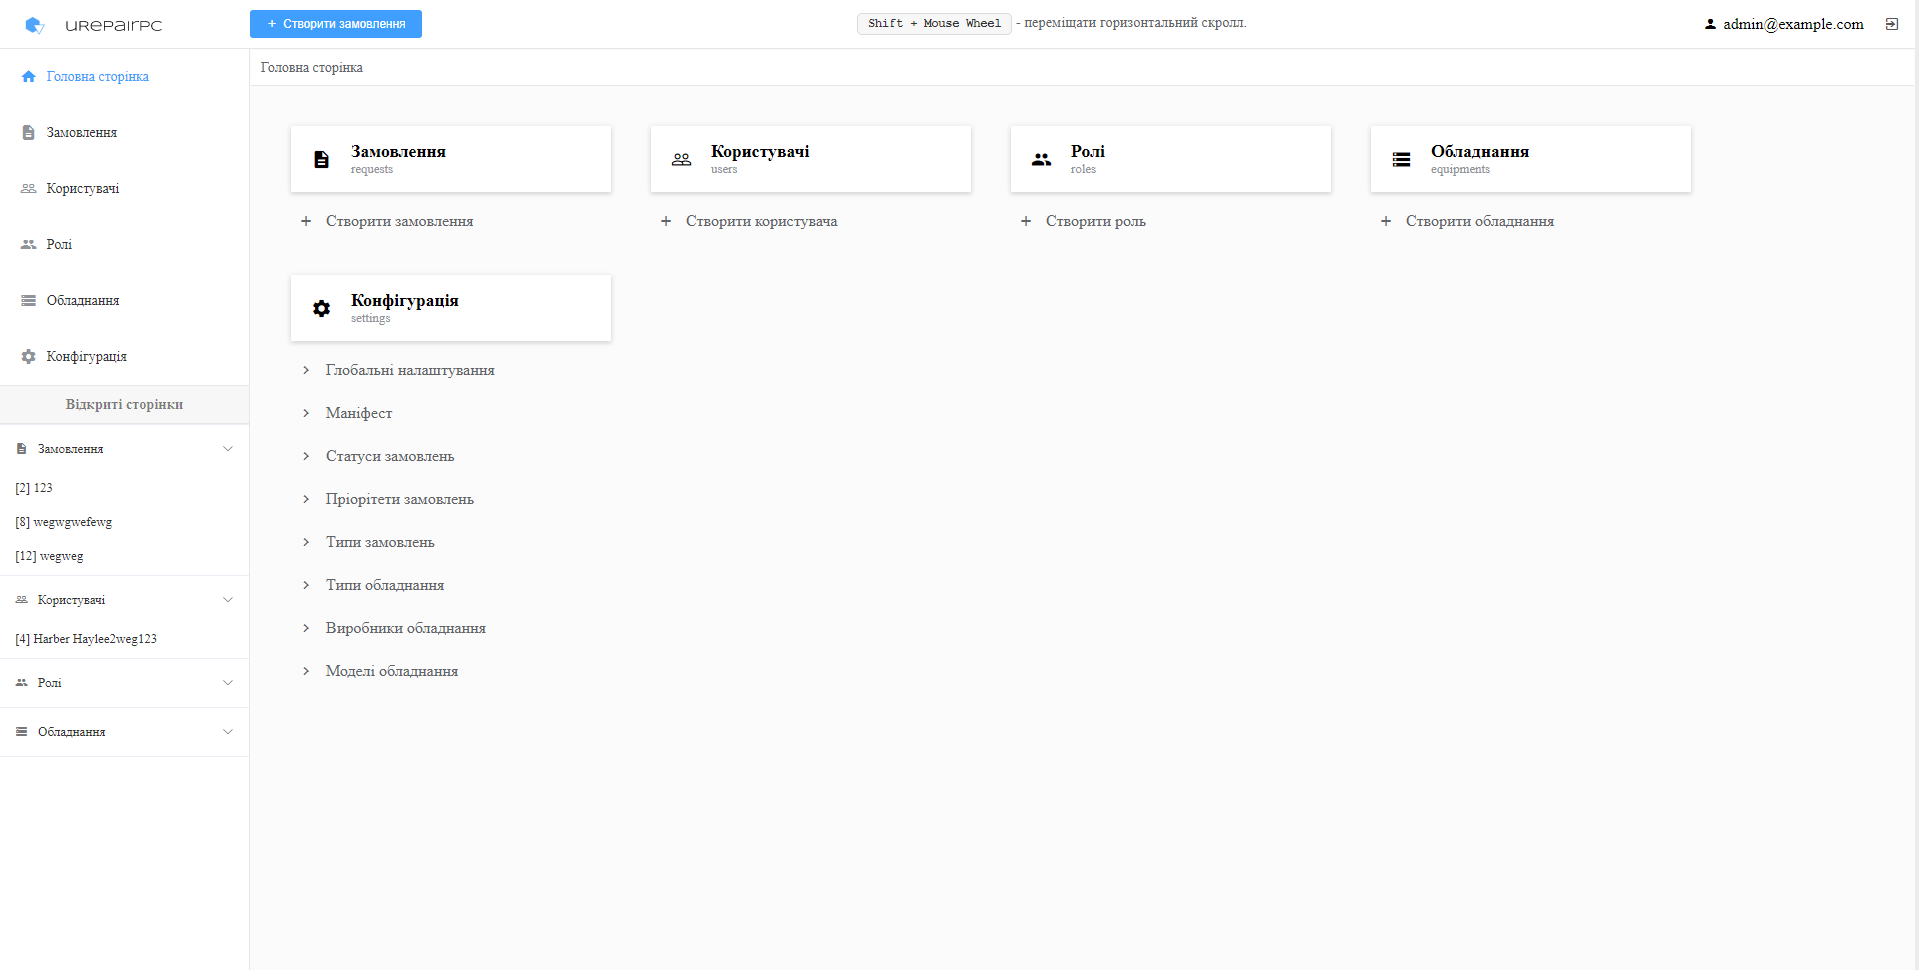 uRepairPC
+ Створити замовлення
Shift + Mouse Wheel - переміщати горизонтальний скролл.
admin@example.com
Головна сторінка
Замовлення
Користувачі
Ролі
Обладнання
Конфігурація
Відкриті сторінки
Замовлення
[2] 123
[8] wegwgwefewg
[12] wegweg
Користувачі
[4] Harber Haylee2weg123
Ролі
Обладнання
Головна сторінка
Замовлення
requests
+ Створити замовлення
Користувачі
users
+ Створити користувача
Ролі
roles
+ Створити роль
Обладнання
equipments
+ Створити обладнання
Конфігурація
settings
Глобальні налаштування
Маніфест
Статуси замовлень
Пріорітети замовлень
Типи замовлень
Типи обладнання
Виробники обладнання
Моделі обладнання